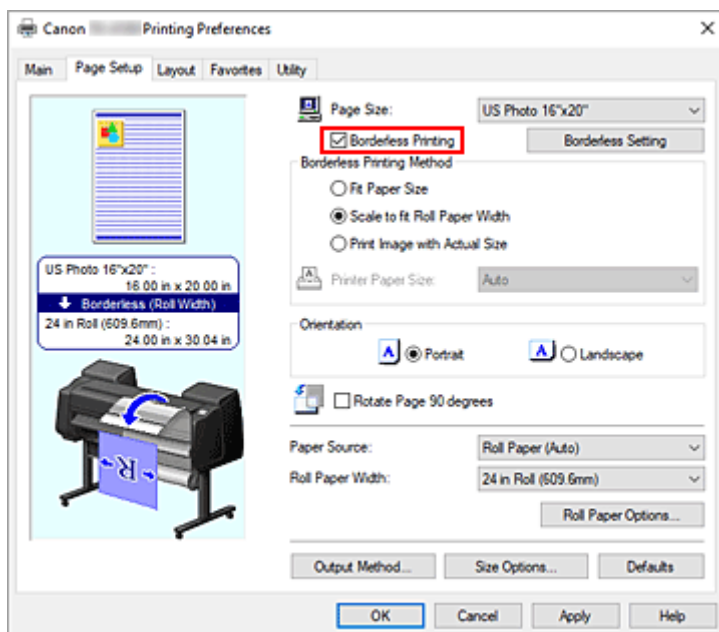 Canon Printing Preferences
Main Page Setup Layout Favorites Utility
Page Size: US Photo 16"x20"
Borderless Printing Borderless Setting
Borderless Printing Method
Fit Paper Size
Scale to fit Roll Paper Width
Print Image with Actual Size
Printer Paper Size: Auto
US Photo 16"x20" :
16.00 in x 20.00 in
Borderless (Roll Width)
24 in Roll (609.6mm) :
24.00 in x 30.04 in
Orientation
A Portrait A Landscape
Rotate Page 90 degrees
R
Paper Source: Roll Paper (Auto)
Roll Paper Width: 24 in Roll (609.6mm)
Roll Paper Options...
Output Method... Size Options... Defaults
OK Cancel Apply Help